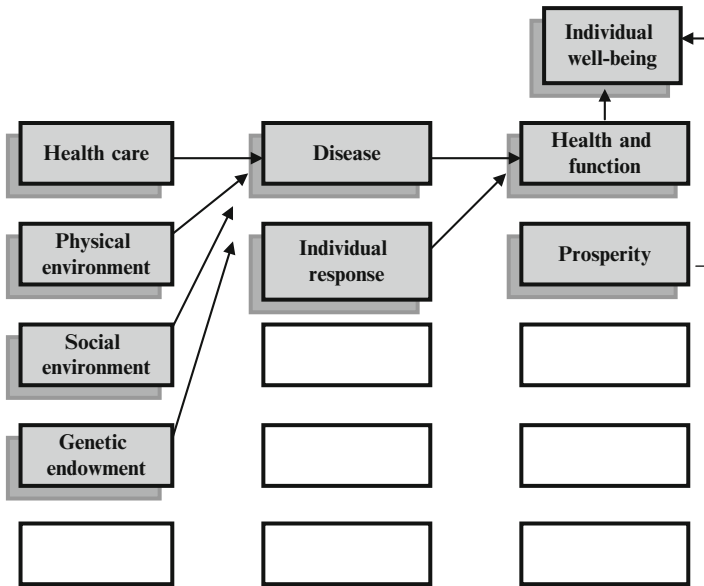 Individual
well-being
Health care
Disease
Health and
function
Physical
environment
Individual
response
Prosperity
Social
environment
Genetic
endowment